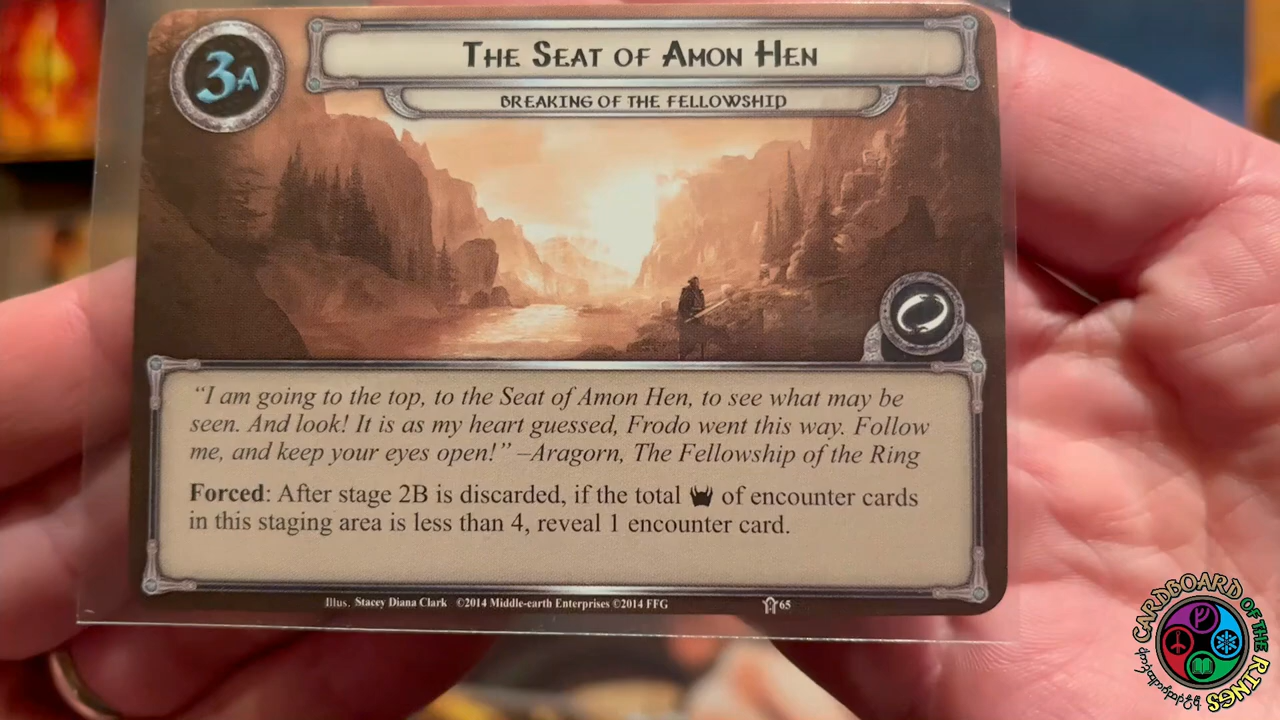 3A
THE SEAT OF AMON HEN
BREAKING OF THE FELLOWSHIP
“I am going to the top, to the Seat of Amon Hen, to see what may be
seen. And look! It is as my heart guessed, Frodo went this way. Follow
me, and keep your eyes open!” –Aragorn, The Fellowship of the Ring
Forced: After stage 2B is discarded, if the total of encounter cards
in this staging area is less than 4, reveal 1 encounter card.
Illus. Stacey Diana Clark ©2014 Middle-earth Enterprises ©2014 FFG 65
CARDBOARD OF THE RINGS